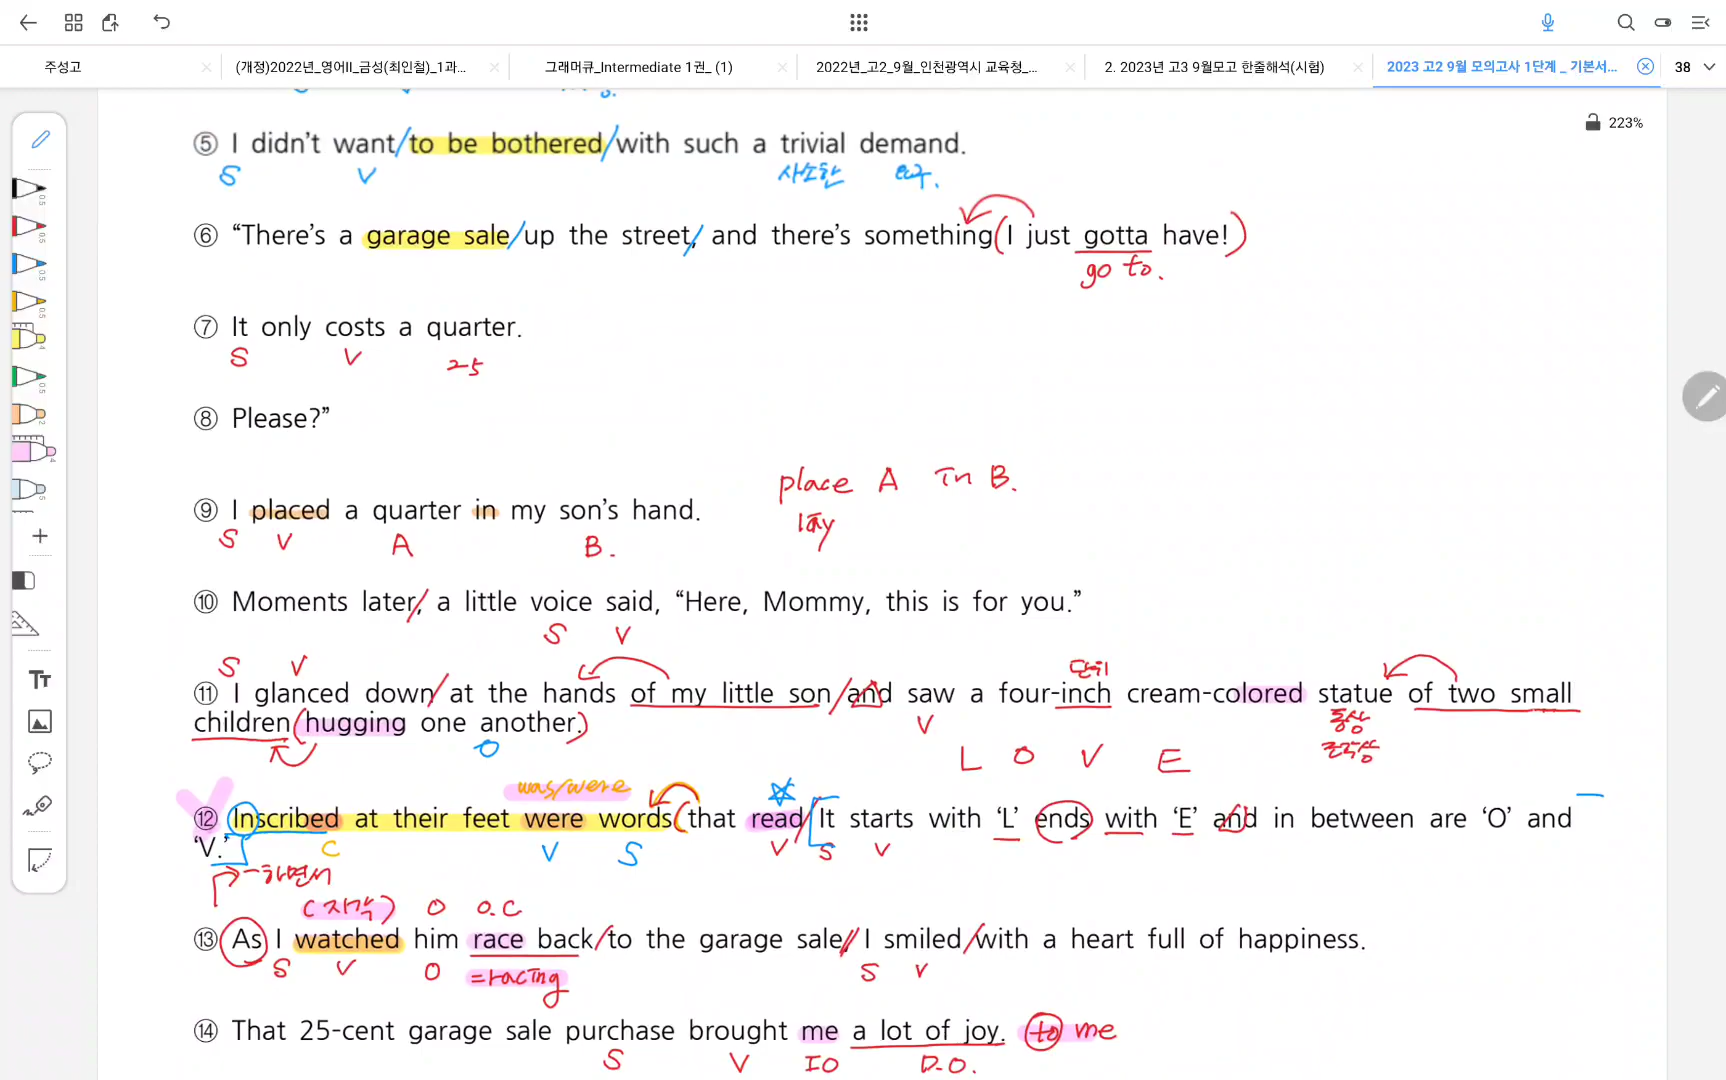 주성고
(개정)2022년_영어II_금성(최인철)_1과...
그래머큐_Intermediate 1권_ (1)
2022년_고2_9월_인천광역시 교육청_...
2. 2023년 고3 9월모고 한줄해석(시험)
2023 고2 9월 모의고사 1단계 _ 기본서...
38
223%
⑤ I didn't want/to be bothered/with such a trivial demand.
S V 사소한 요구.
⑥ “There's a garage sale/up the street,/ and there's something(I just gotta have!)
go to.
⑦ It only costs a quarter.
S V 25
⑧ Please?”
place A in B.
⑨ I placed a quarter in my son's hand.
lay
S V A B.
⑩ Moments later,/ a little voice said, “Here, Mommy, this is for you.”
S V
S V 단위
⑪ I glanced down/ at the hands of my little son/and saw a four-inch cream-colored statue of two small
children(hugging one another.)
V 동상
O 조각상
L O V E
was/were
⑫ Inscribed at their feet were words(that read/[It starts with ‘L’ ends with ‘E’ and in between are ‘O’ and
‘V.’]
C V S V S V
~하면서
(지각) O O.C
⑬ As I watched him race back/to the garage sale,/I smiled/with a heart full of happiness.
S V O =racing S V
⑭ That 25-cent garage sale purchase brought me a lot of joy. to me
S V IO D.O.
Tт